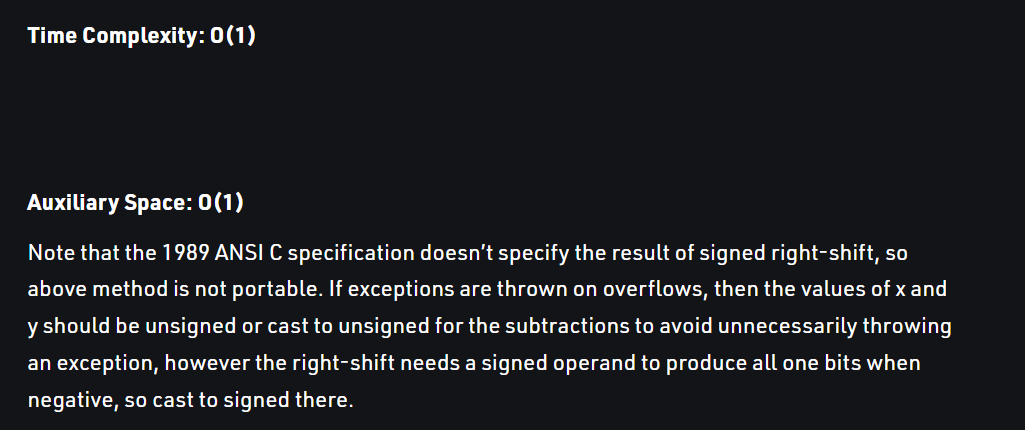 Time Complexity: O(1)
Auxiliary Space: O(1)
Note that the 1989 ANSI C specification doesn’t specify the result of signed right-shift, so
above method is not portable. If exceptions are thrown on overflows, then the values of x and
y should be unsigned or cast to unsigned for the subtractions to avoid unnecessarily throwing
an exception, however the right-shift needs a signed operand to produce all one bits when
negative, so cast to signed there.